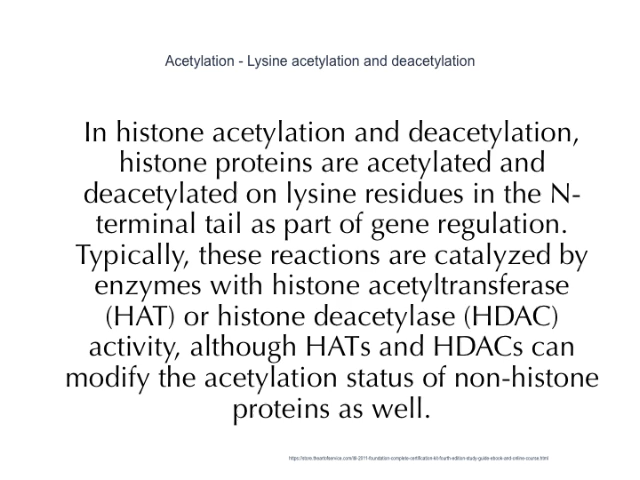 Acetylation - Lysine acetylation and deacetylation
In histone acetylation and deacetylation,
histone proteins are acetylated and
deacetylated on lysine residues in the N-
terminal tail as part of gene regulation.
Typically, these reactions are catalyzed by
enzymes with histone acetyltransferase
(HAT) or histone deacetylase (HDAC)
activity, although HATs and HDACs can
modify the acetylation status of non-histone
proteins as well.